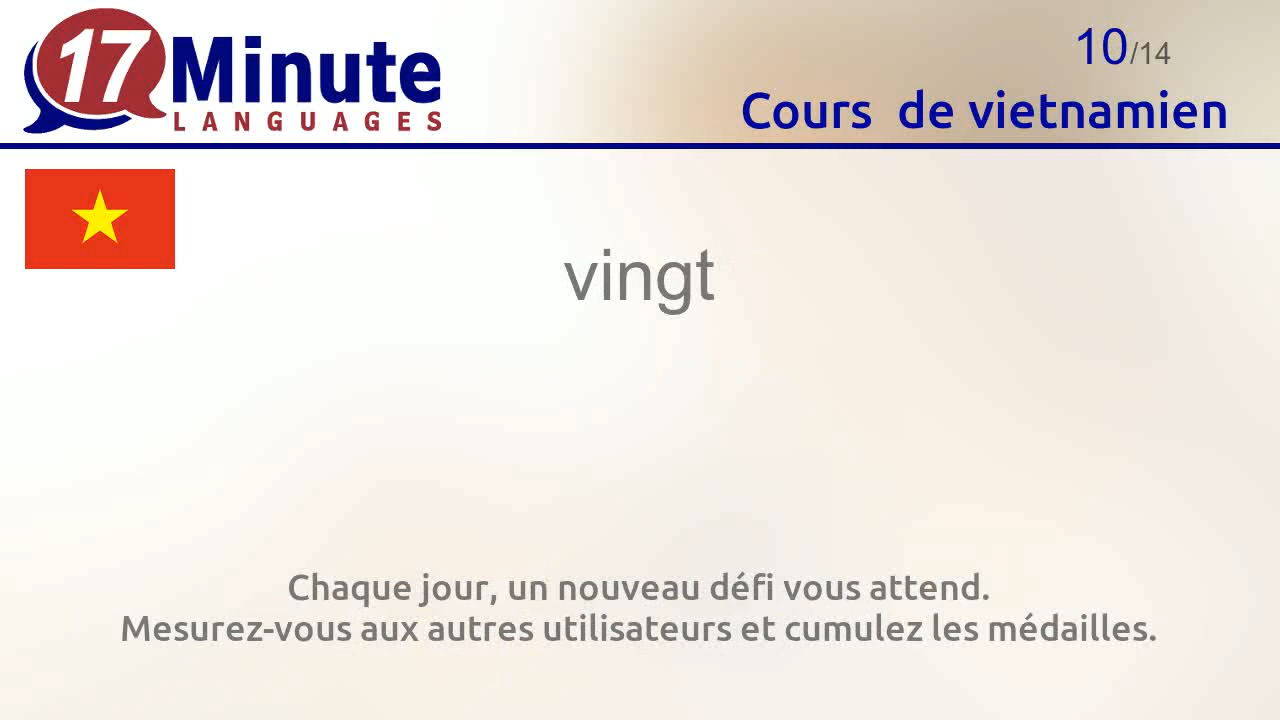 17 Minute
LANGUAGES
10/14
Cours de vietnamien
vingt
Chaque jour, un nouveau défi vous attend.
Mesurez-vous aux autres utilisateurs et cumulez les médailles.